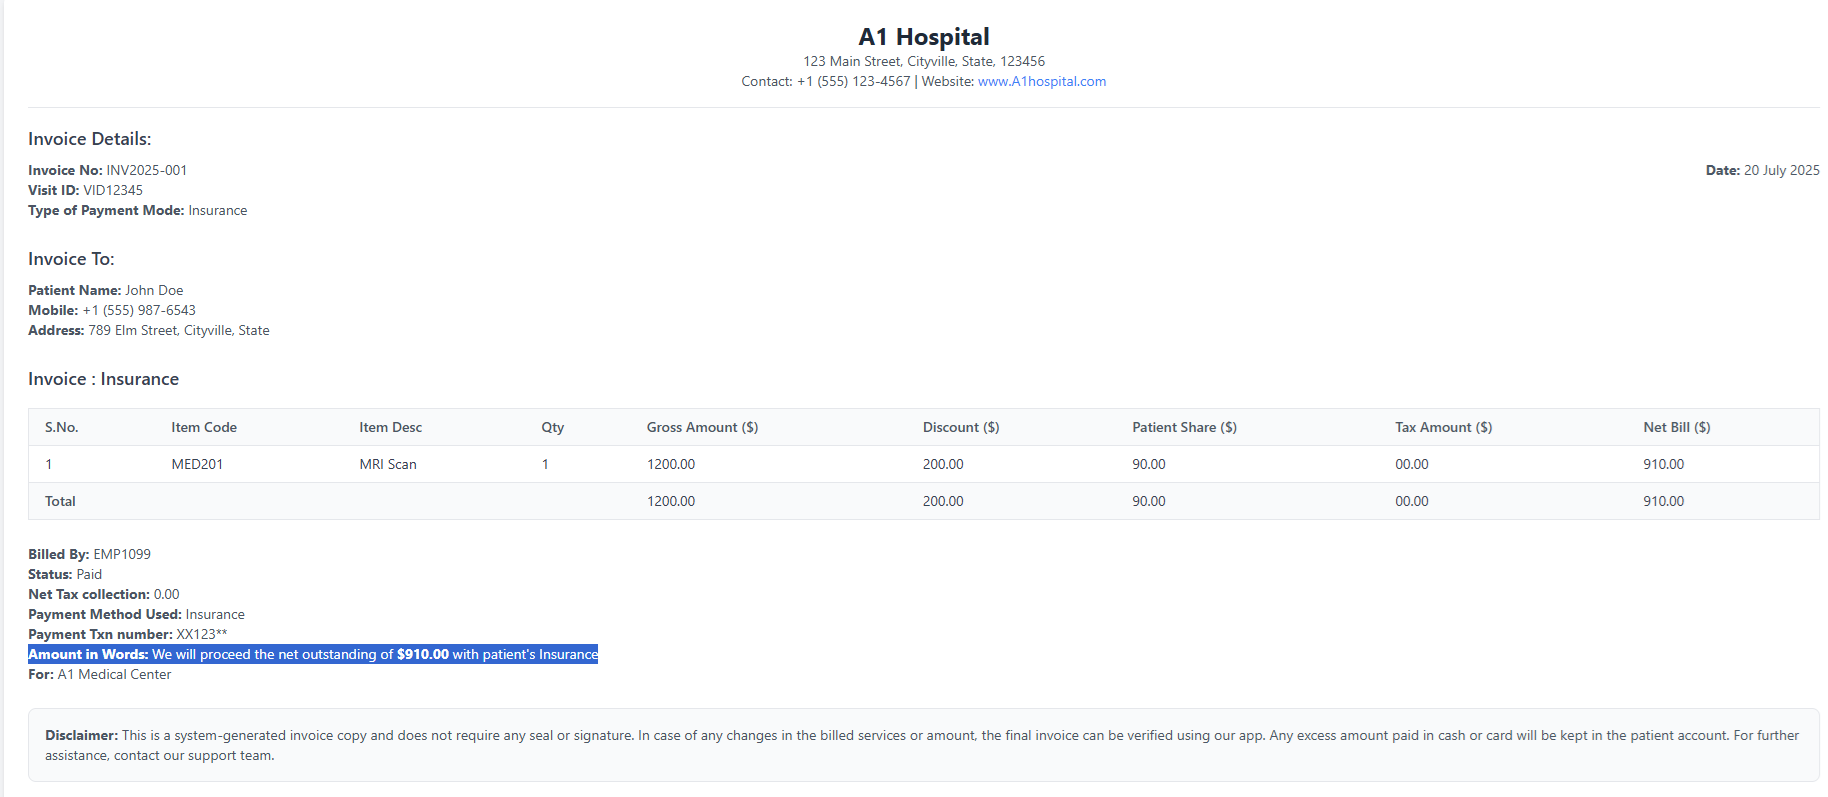 A1 Hospital
123 Main Street, Cityville, State, 123456
Contact: +1 (555) 123-4567 | Website: www.A1hospital.com
Invoice Details:
Invoice No: INV2025-001
Date: 20 July 2025
Visit ID: VID12345
Type of Payment Mode: Insurance
Invoice To:
Patient Name: John Doe
Mobile: +1 (555) 987-6543
Address: 789 Elm Street, Cityville, State
Invoice : Insurance
S.No. Item Code Item Desc Qty Gross Amount ($) Discount ($) Patient Share ($) Tax Amount ($) Net Bill ($)
1 MED201 MRI Scan 1 1200.00 200.00 90.00 00.00 910.00
Total 1200.00 200.00 90.00 00.00 910.00
Billed By: EMP1099
Status: Paid
Net Tax collection: 0.00
Payment Method Used: Insurance
Payment Txn number: XX123**
Amount in Words: We will proceed the net outstanding of $910.00 with patient's Insurance
For: A1 Medical Center
Disclaimer: This is a system-generated invoice copy and does not require any seal or signature. In case of any changes in the billed services or amount, the final invoice can be verified using our app. Any excess amount paid in cash or card will be kept in the patient account. For further
assistance, contact our support team.